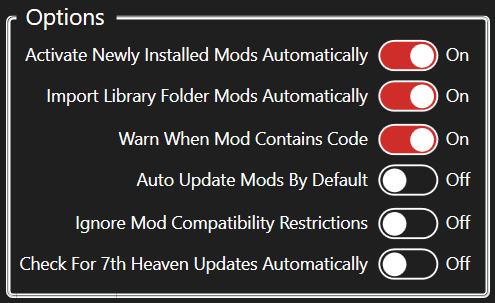 Options
Activate Newly Installed Mods Automatically On
Import Library Folder Mods Automatically On
Warn When Mod Contains Code On
Auto Update Mods By Default Off
Ignore Mod Compatibility Restrictions Off
Check For 7th Heaven Updates Automatically Off